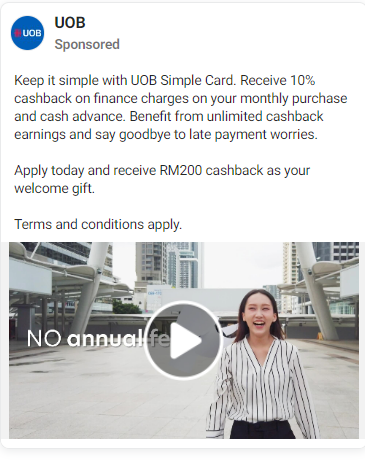 UOB
UOB
Sponsored
Keep it simple with UOB Simple Card. Receive 10%
cashback on finance charges on your monthly purchase
and cash advance. Benefit from unlimited cashback
earnings and say goodbye to late payment worries.
Apply today and receive RM200 cashback as your
welcome gift.
Terms and conditions apply.
NO annual